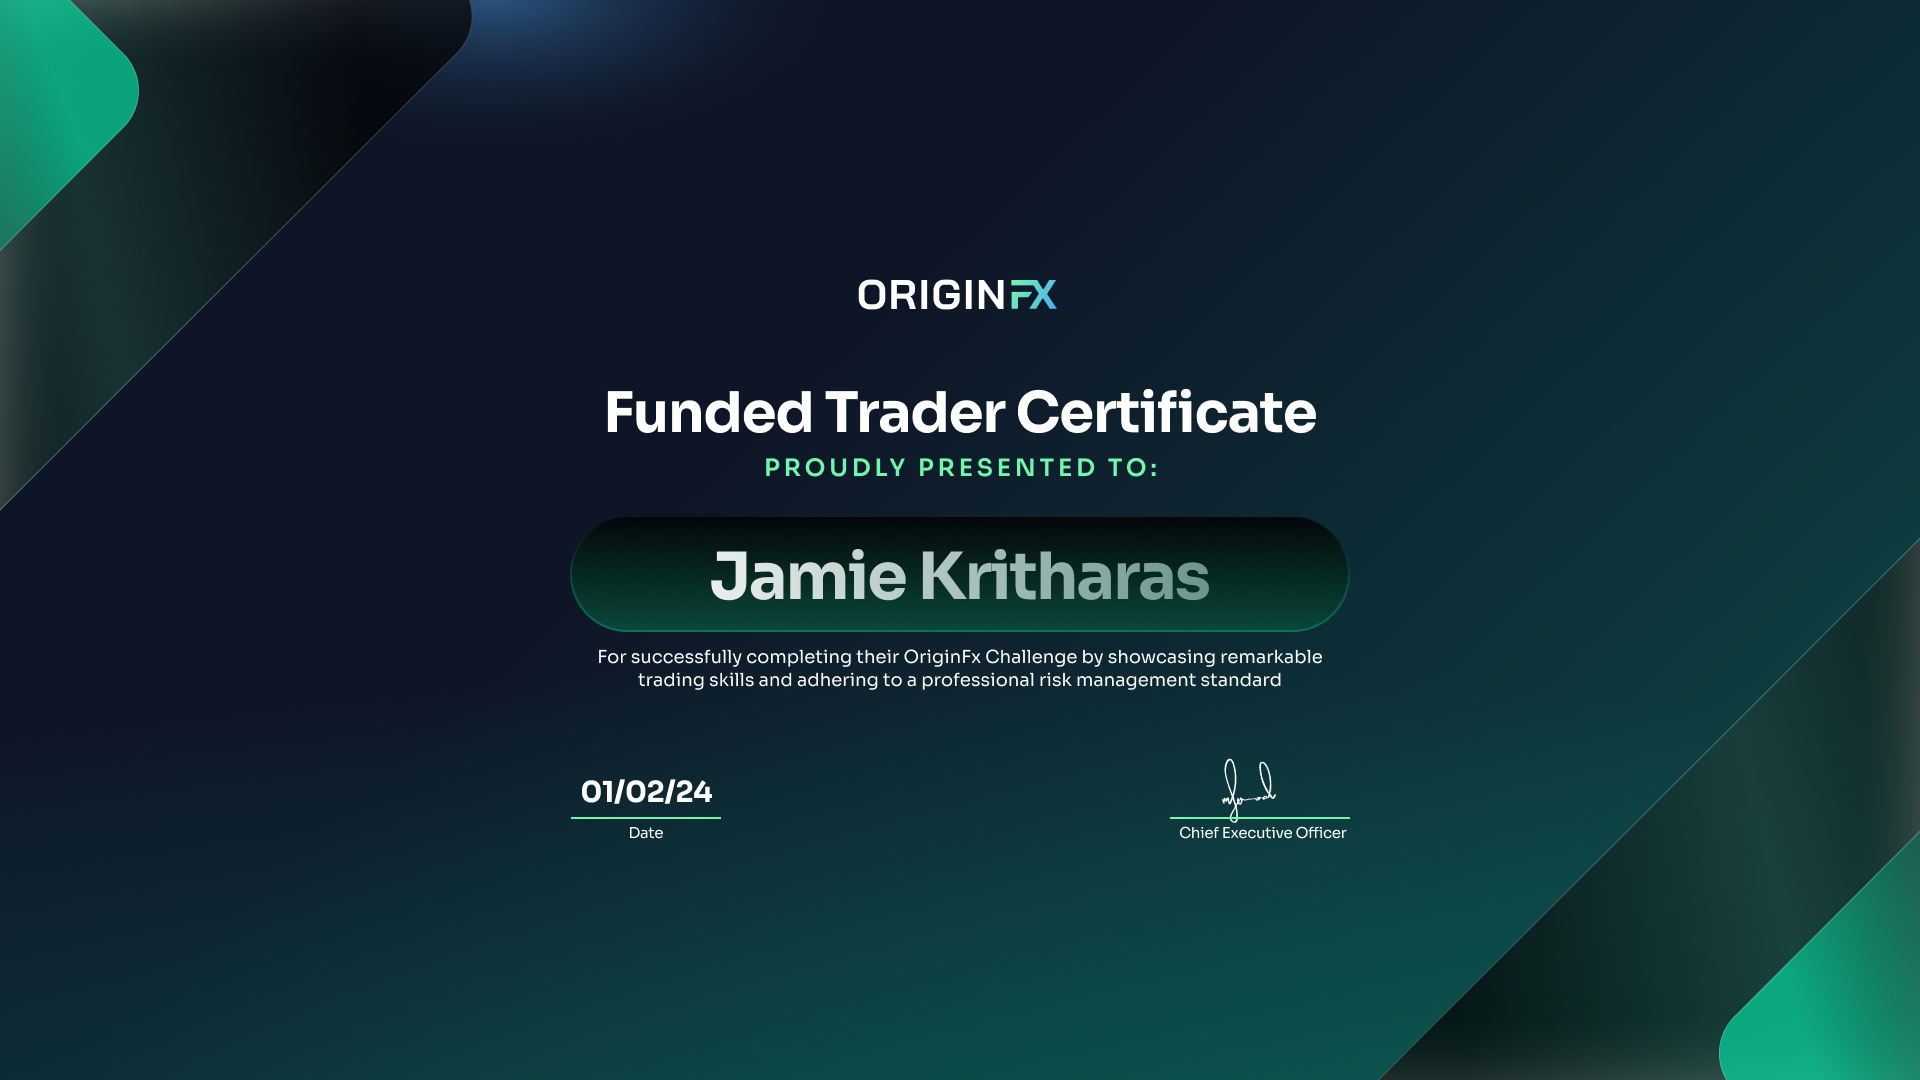 ORIGINFX
Funded Trader Certificate
PROUDLY PRESENTED TO:
Jamie Kritharas
For successfully completing their OriginFx Challenge by showcasing remarkable
trading skills and adhering to a professional risk management standard
01/02/24
Date
Chief Executive Officer